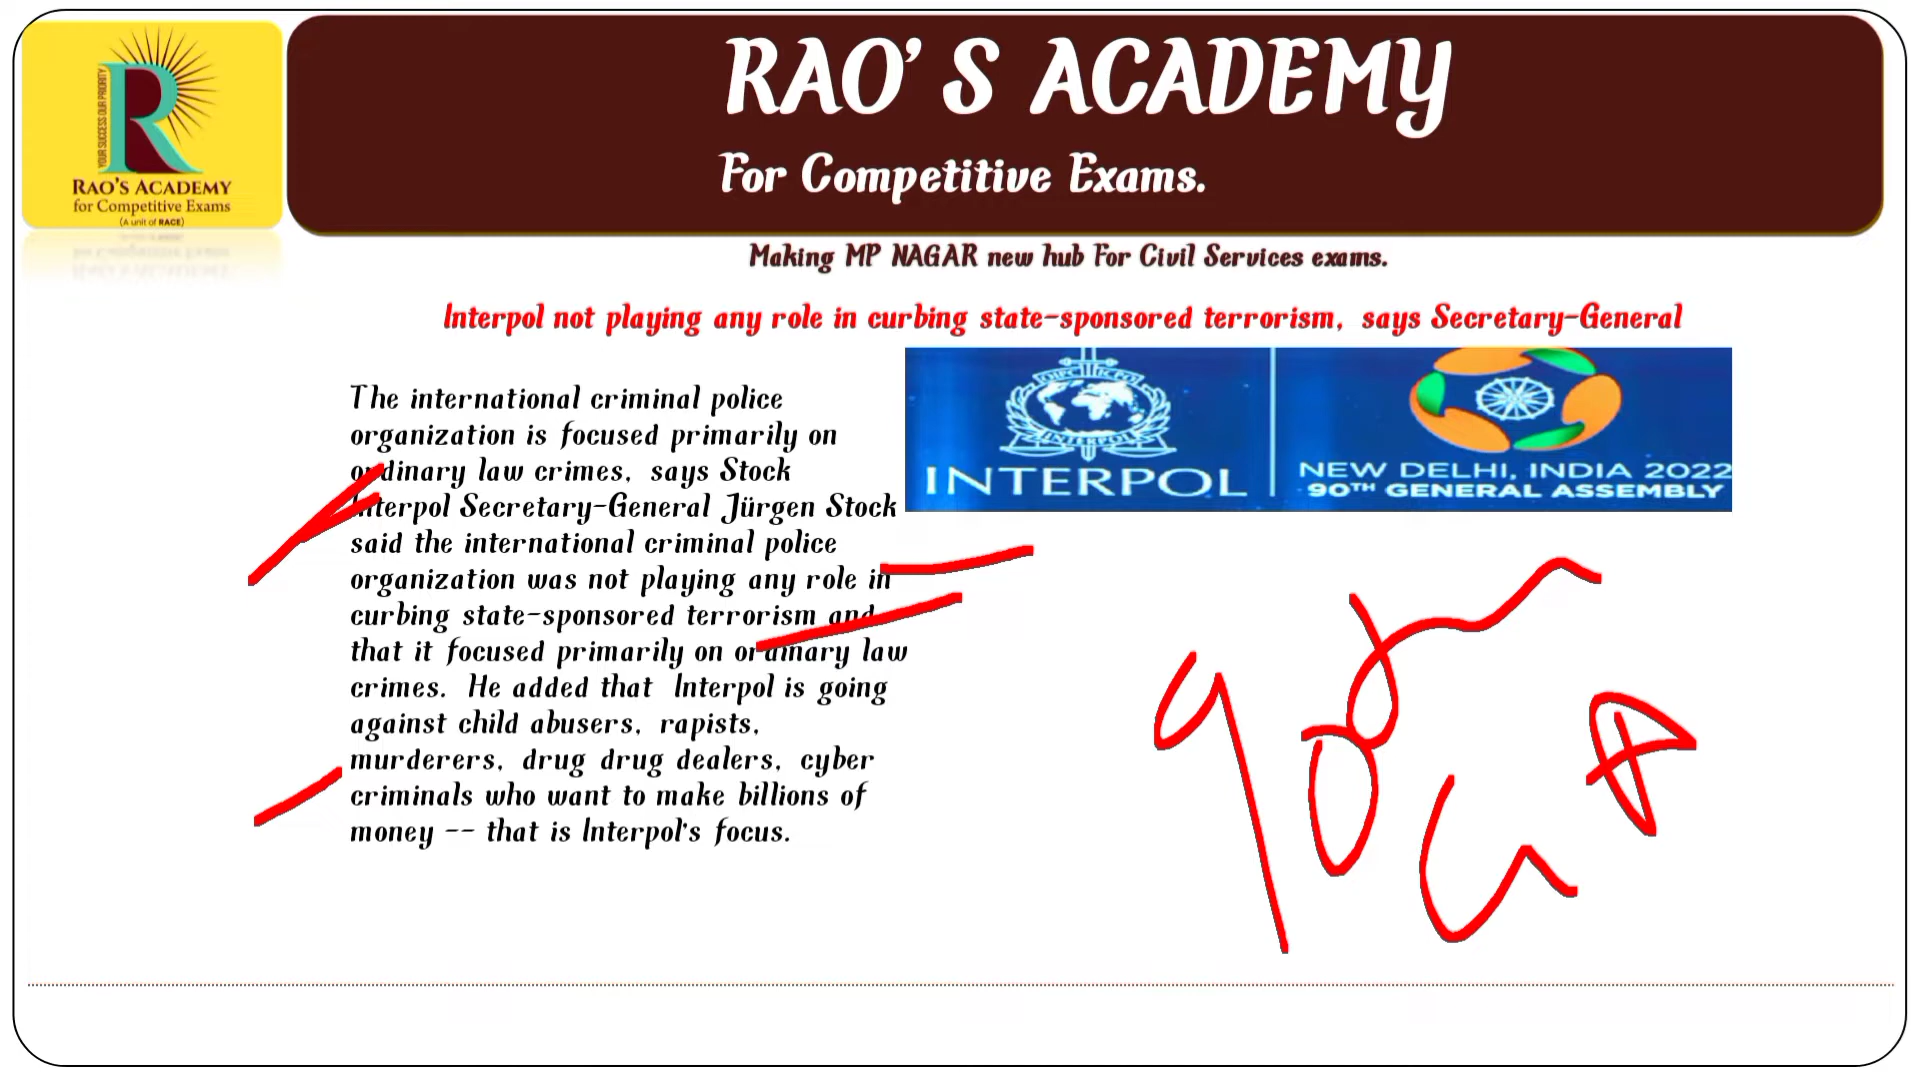 YOUR SUCCESS OUR PRIORITY
R
RAO'S ACADEMY
for Competitive Exams
(A unit of RACE)
RAO'S ACADEMY
For Competitive Exams.
Making MP NAGAR new hub For Civil Services exams.
Interpol not playing any role in curbing state-sponsored terrorism, says Secretary-General
The international criminal police
organization is focused primarily on
ordinary law crimes, says Stock
Interpol Secretary-General Jürgen Stock
said the international criminal police
organization was not playing any role in
curbing state-sponsored terrorism and
that it focused primarily on ordinary law
crimes. He added that Interpol is going
against child abusers, rapists,
murderers, drug drug dealers, cyber
criminals who want to make billions of
money -- that is Interpol's focus.
OIPC ICPO
INTERPOL
INTERPOL
NEW DELHI, INDIA 2022
90TH GENERAL ASSEMBLY
90th
GA